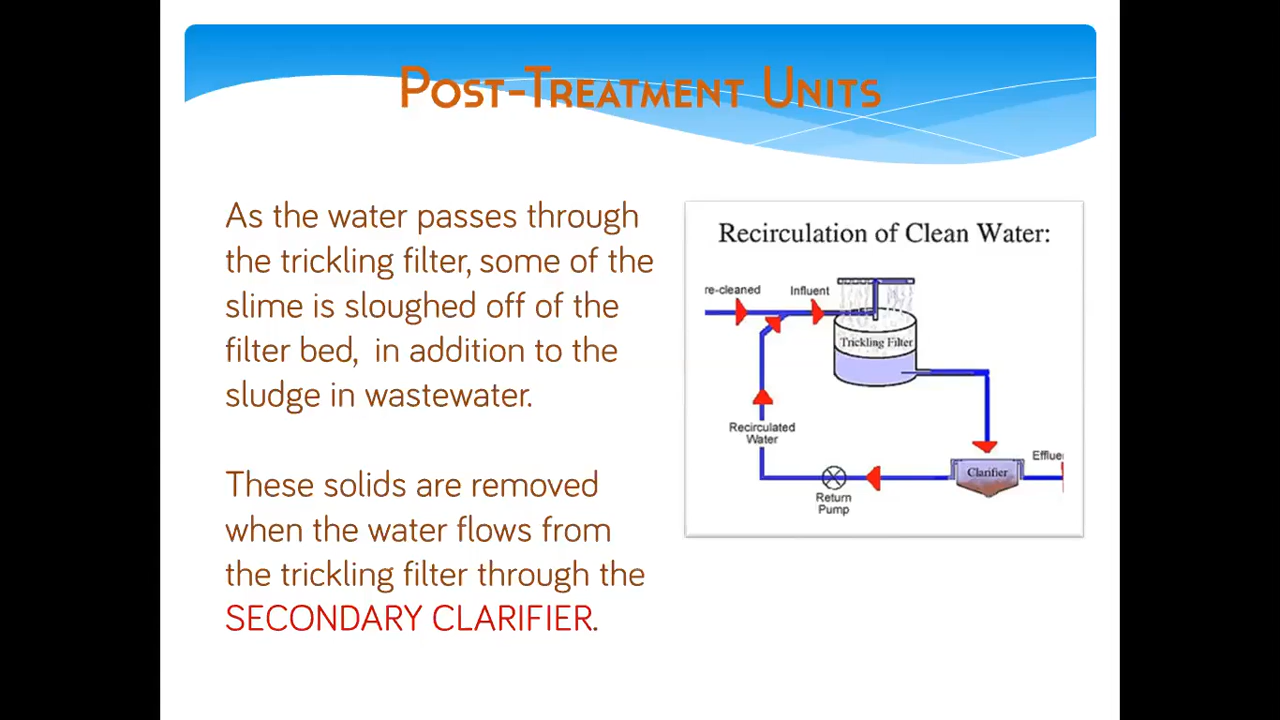 Post-Treatment Units
As the water passes through
the trickling filter, some of the
slime is sloughed off of the
filter bed, in addition to the
sludge in wastewater.
These solids are removed
when the water flows from
the trickling filter through the
SECONDARY CLARIFIER.
Recirculation of Clean Water:
re-cleaned
Influent
Trickling Filter
Recirculated
Water
Return
Pump
Clarifier
Efflue